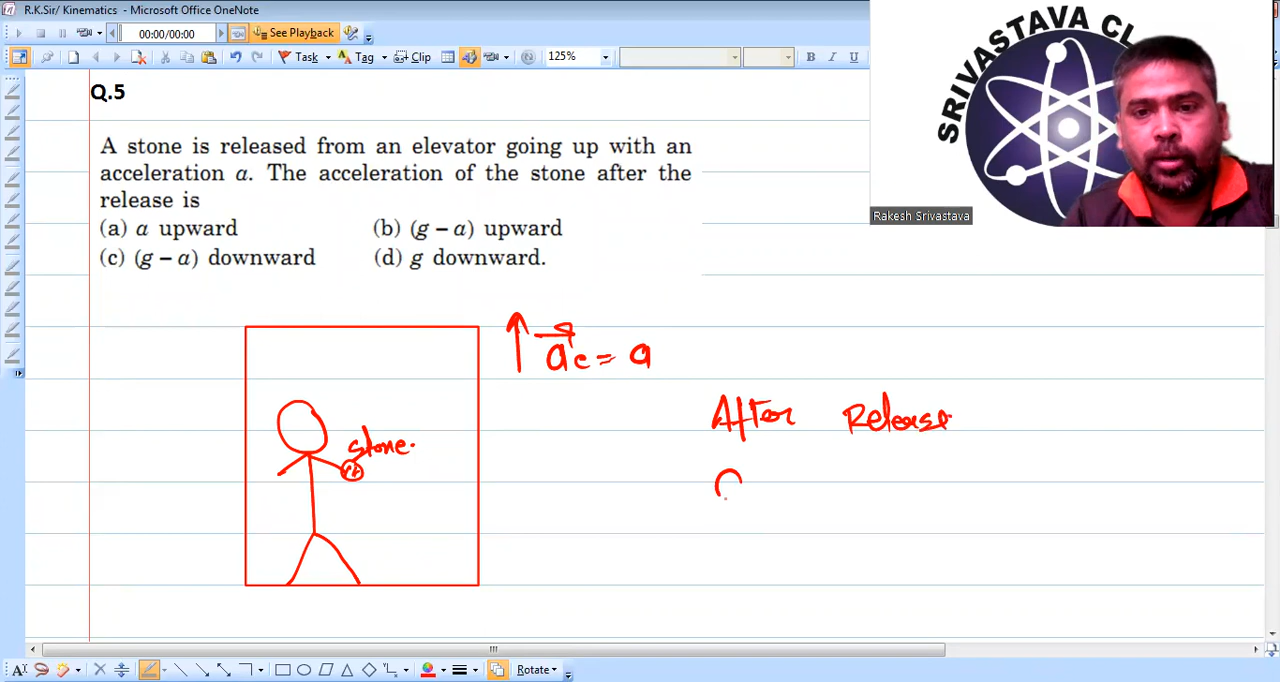 R.K.Sir/ Kinematics - Microsoft Office OneNote
00:00/00:00 See Playback
Task Tag Clip 125% B I U
Q.5
A stone is released from an elevator going up with an
acceleration a. The acceleration of the stone after the
release is
(a) a upward (b) (g – a) upward
(c) (g – a) downward (d) g downward.
SRIVASTAVA CL
Rakesh Srivastava
a⃗e = a
After Release
stone.
Rotate